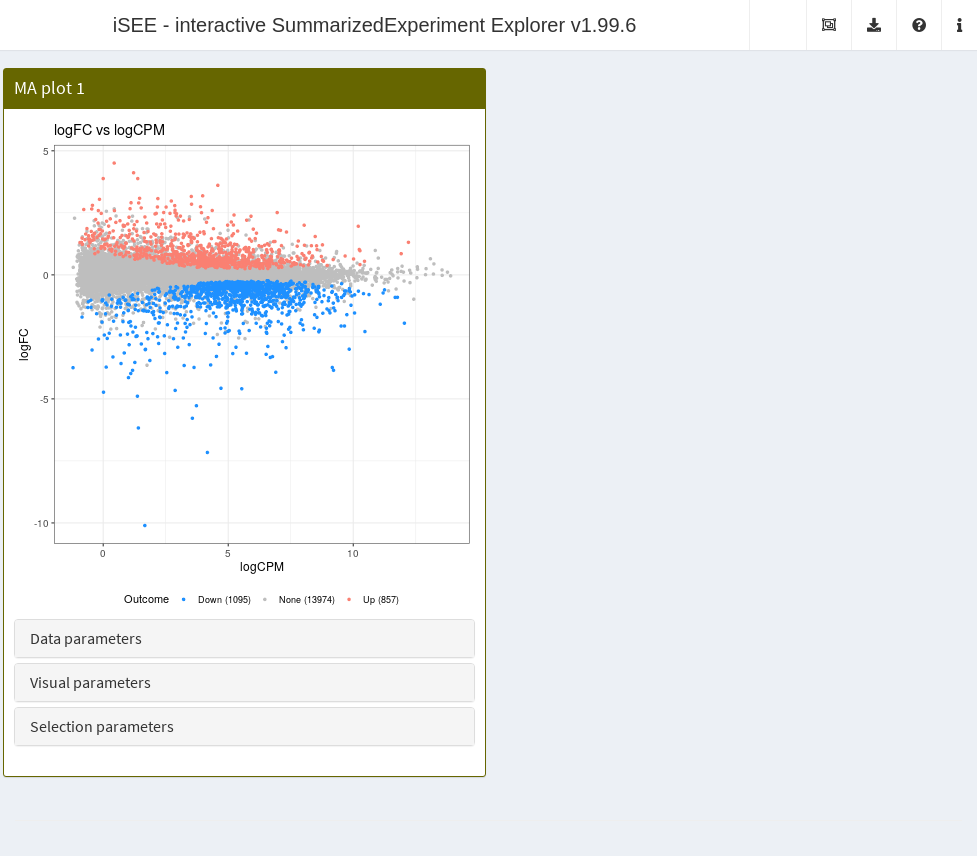 iSEE - interactive SummarizedExperiment Explorer v1.99.6
MA plot 1
logFC vs logCPM
5
0
-5
-10
logFC
0 5 10
logCPM
Outcome Down (1095) None (13974) Up (857)
Data parameters
Visual parameters
Selection parameters